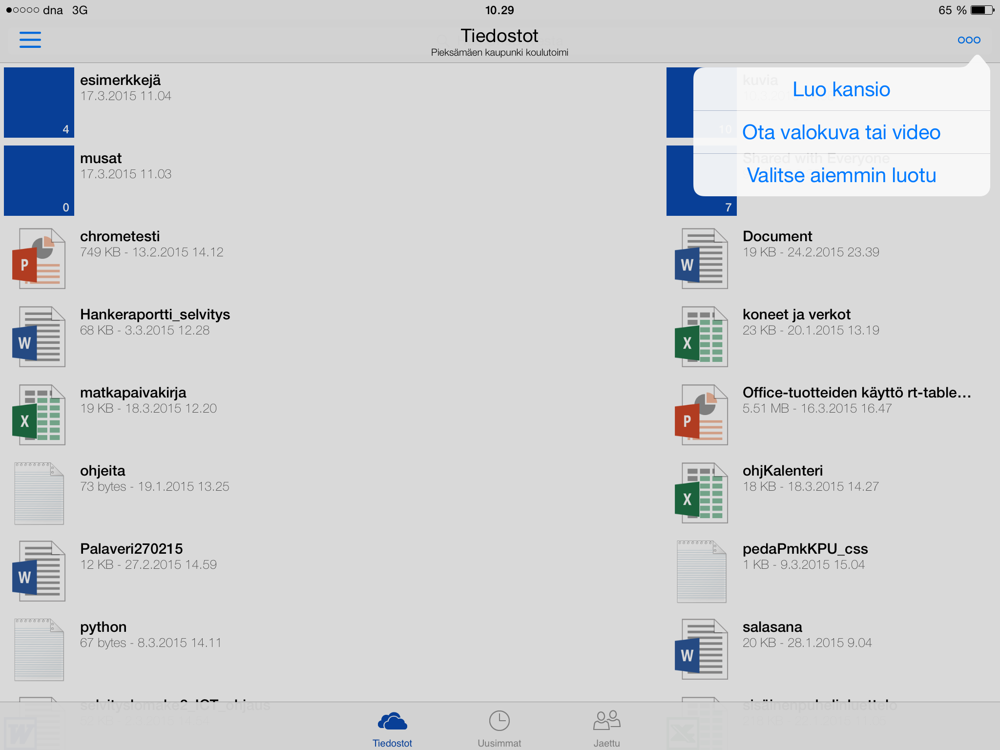 dna 3G 10.29 65 %
Tiedostot
Pieksämäen kaupunki koulutoimi
Luo kansio
Ota valokuva tai video
Valitse aiemmin luotu
esimerkkejä
17.3.2015 11.04
4
kuvia
10
musat
17.3.2015 11.03
0
Shared with Everyone
7
chrometesti
749 KB - 13.2.2015 14.12
P
Document
19 KB - 24.2.2015 23.39
W
Hankeraportti_selvitys
68 KB - 3.3.2015 12.28
W
koneet ja verkot
23 KB - 20.1.2015 13.19
X
matkapaivakirja
19 KB - 18.3.2015 12.20
X
Office-tuotteiden käyttö rt-table...
5.51 MB - 16.3.2015 16.47
P
ohjeita
73 bytes - 19.1.2015 13.25
ohjKalenteri
18 KB - 18.3.2015 14.27
X
Palaveri270215
12 KB - 27.2.2015 14.59
W
pedaPmkKPU_css
1 KB - 9.3.2015 15.04
python
67 bytes - 8.3.2015 14.11
salasana
20 KB - 28.1.2015 9.04
W
selvityslomake2_ICT_ohjaus
52 KB - 2.3.2015 14.54
W
sisäinenpuhelinluettelo
X
Tiedostot
Uusimmat
Jaettu